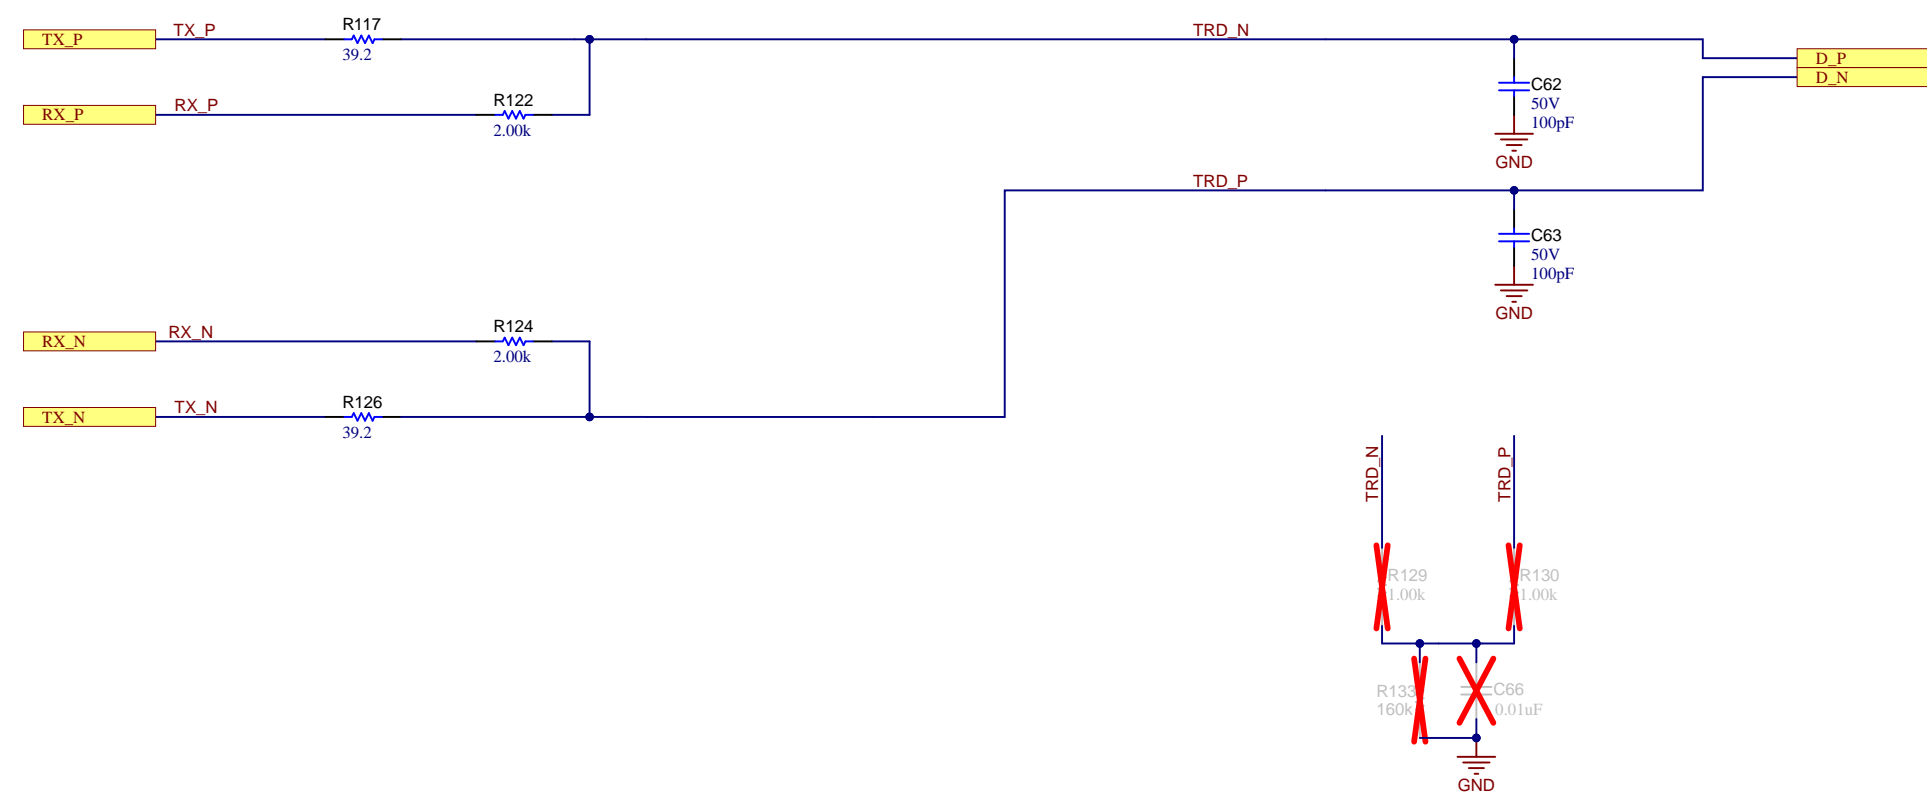 TX_P
TX_P
R117
39.2
TRD_N
D_P
D_N
RX_P
RX_P
R122
2.00k
C62
50V
100pF
GND
TRD_P
C63
50V
100pF
GND
RX_N
RX_N
R124
2.00k
TX_N
TX_N
R126
39.2
TRD_N
TRD_P
R129
1.00k
R130
1.00k
R133
160k
C66
0.01uF
GND